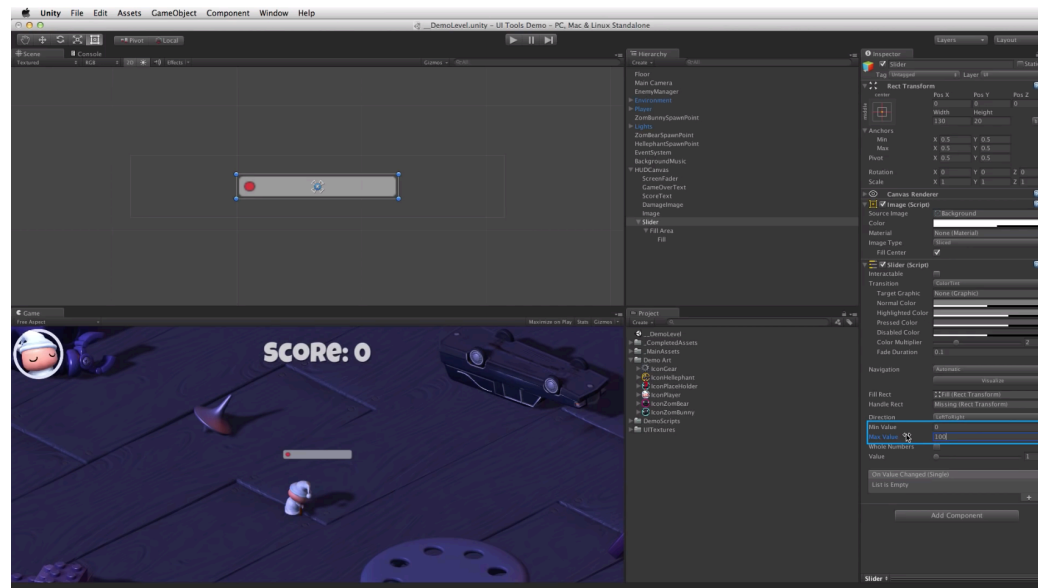 Unity File Edit Assets GameObject Component Window Help
__DemoLevel.unity - UI Tools Demo - PC, Mac & Linux Standalone
Pivot Local
Layers Layout
Scene Console
Textured RGB 2D Effects Gizmos
Hierarchy
Create
Floor
Main Camera
EnemyManager
Environment
Player
ZomBunnySpawnPoint
Lights
ZomBearSpawnPoint
HellephantSpawnPoint
EventSystem
BackgroundMusic
HUDCanvas
ScreenFader
GameOverText
ScoreText
DamageImage
Image
Slider
Fill Area
Fill
Inspector
Slider Stati
Tag Untagged Layer UI
Rect Transform
center
middle
Pos X Pos Y Pos Z
0 0 0
Width Height
130 20
Anchors
Min X 0.5 Y 0.5
Max X 0.5 Y 0.5
Pivot X 0.5 Y 0.5
Rotation X 0 Y 0 Z 0
Scale X 1 Y 1 Z 1
Canvas Renderer
Image (Script)
Source Image Background
Color
Material None (Material)
Image Type Sliced
Fill Center
Slider (Script)
Interactable
Transition ColorTint
Target Graphic None (Graphic)
Normal Color
Highlighted Color
Pressed Color
Disabled Color
Color Multiplier 2
Fade Duration 0.1
Navigation Automatic
Visualize
Fill Rect Fill (Rect Transform)
Handle Rect Missing (Rect Transform)
Direction LeftToRight
Min Value 0
Max Value 100
Whole Numbers
Value 1
On Value Changed (Single)
List is Empty
Add Component
Slider
Game
Free Aspect Maximize on Play Stats Gizmos
SCORE: 0
Project
Create
__DemoLevel
_CompletedAssets
_MainAssets
Demo Art
IconGear
IconHellephant
IconPlaceHolder
IconPlayer
IconZomBear
IconZomBunny
DemoScripts
UITextures